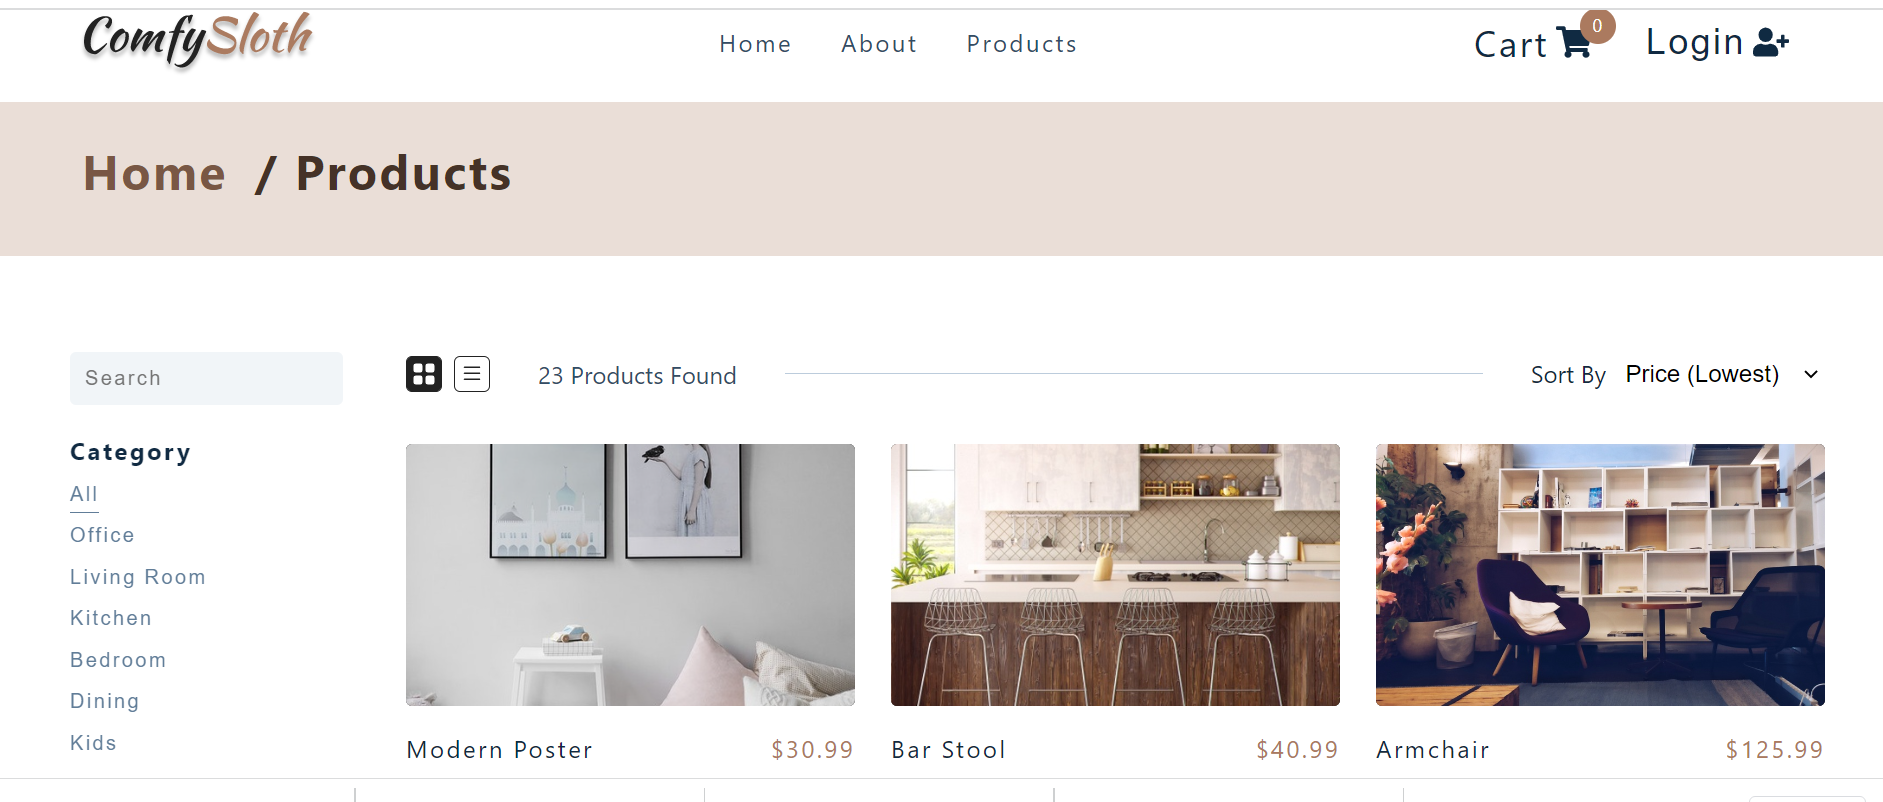 ComfySloth
Home About Products
Cart 0 Login
Home / Products
Search
23 Products Found
Sort By Price (Lowest)
Category
All
Office
Living Room
Kitchen
Bedroom
Dining
Kids
Modern Poster $30.99
Bar Stool $40.99
Armchair $125.99